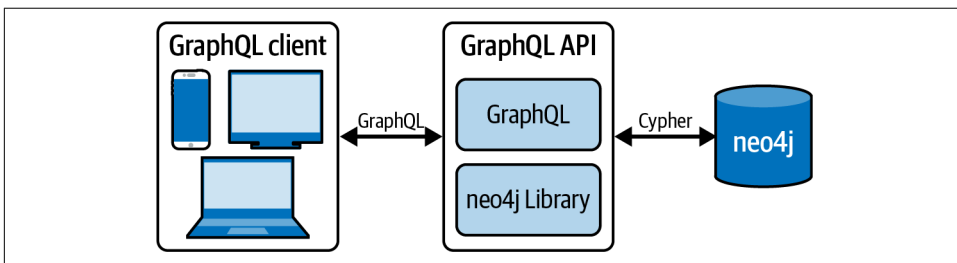 GraphQL client
GraphQL
GraphQL API
GraphQL
neo4j Library
Cypher
neo4j